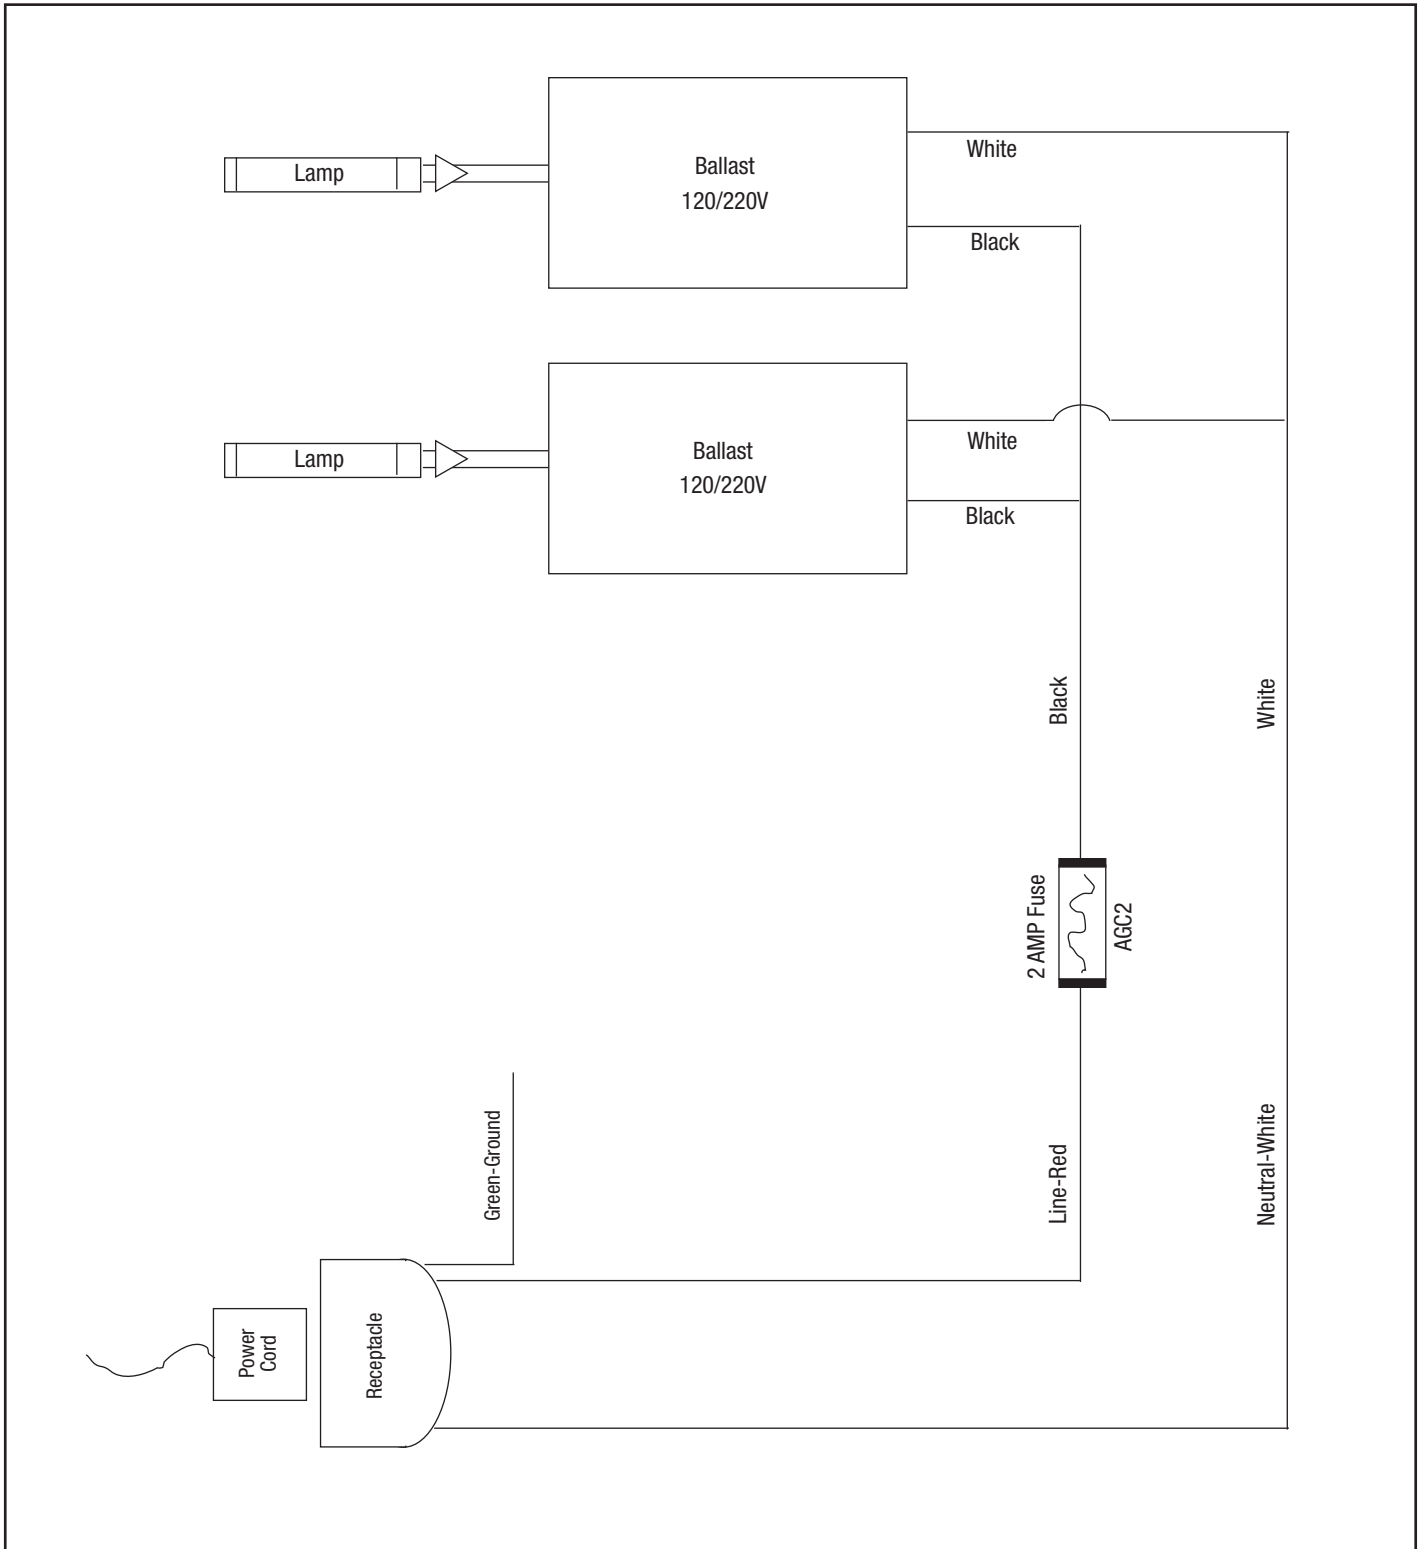 Lamp
Ballast
120/220V
White
Black
Lamp
Ballast
120/220V
White
Black
Black
White
2 AMP Fuse
AGC2
Green-Ground
Line-Red
Neutral-White
Power
Cord
Receptacle